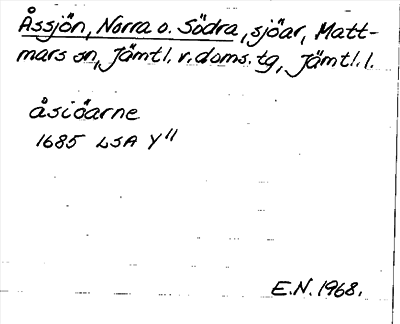 Åssjön, Norra o. Södra, sjöar, Matt-
mars sn, Jämtl. v. doms. tg, Jämtl. l.
åsiöarne
1685 LSA Y"
E.N. 1968.